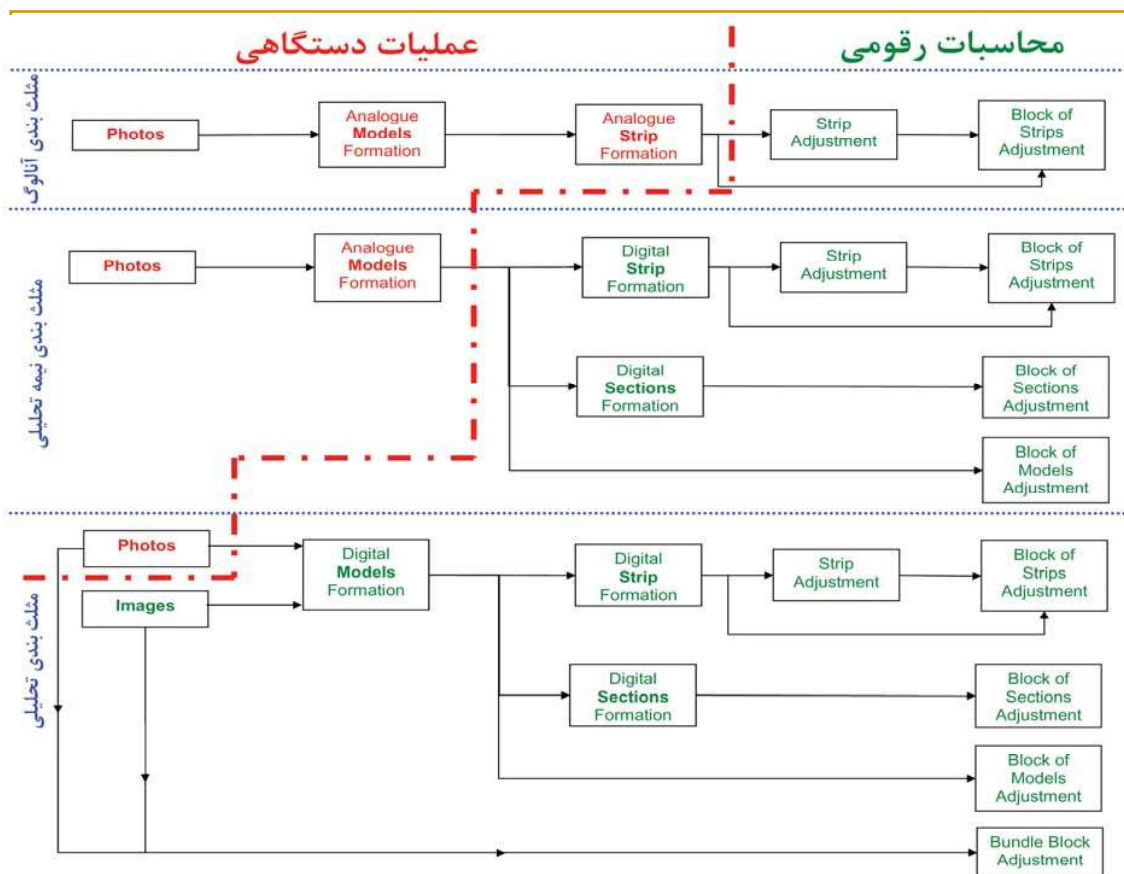 عملیات دستگاهی
محاسبات رقومی
مثلث بندی آنالوگ
Photos
Analogue
Models
Formation
Analogue
Strip
Formation
Strip
Adjustment
Block of
Strips
Adjustment
مثلث بندی نیمه تحلیلی
Photos
Analogue
Models
Formation
Digital
Strip
Formation
Strip
Adjustment
Block of
Strips
Adjustment
Digital
Sections
Formation
Block of
Sections
Adjustment
Block of
Models
Adjustment
مثلث بندی تحلیلی
Photos
Images
Digital
Models
Formation
Digital
Strip
Formation
Strip
Adjustment
Block of
Strips
Adjustment
Digital
Sections
Formation
Block of
Sections
Adjustment
Block of
Models
Adjustment
Bundle Block
Adjustment